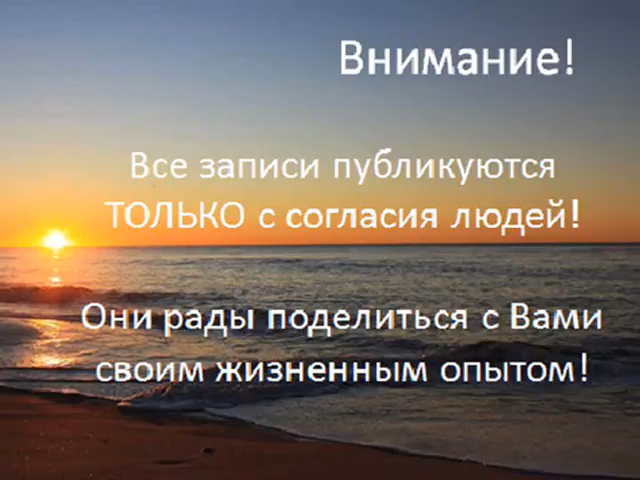 Внимание!
Все записи публикуются
ТОЛЬКО с согласия людей!
Они рады поделиться с Вами
своим жизненным опытом!